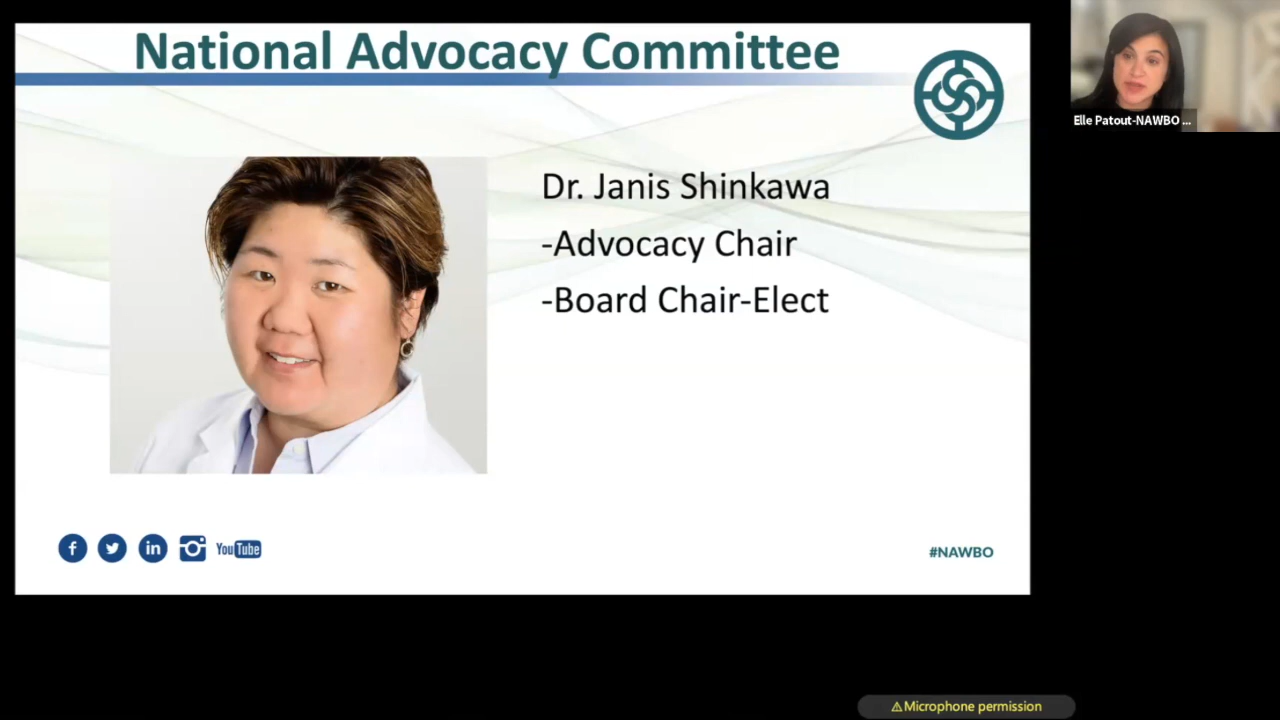 National Advocacy Committee
Elle Patout-NAWBO ...
Dr. Janis Shinkawa
-Advocacy Chair
-Board Chair-Elect
f
in
You Tube
#NAWBO
⚠Microphone permission